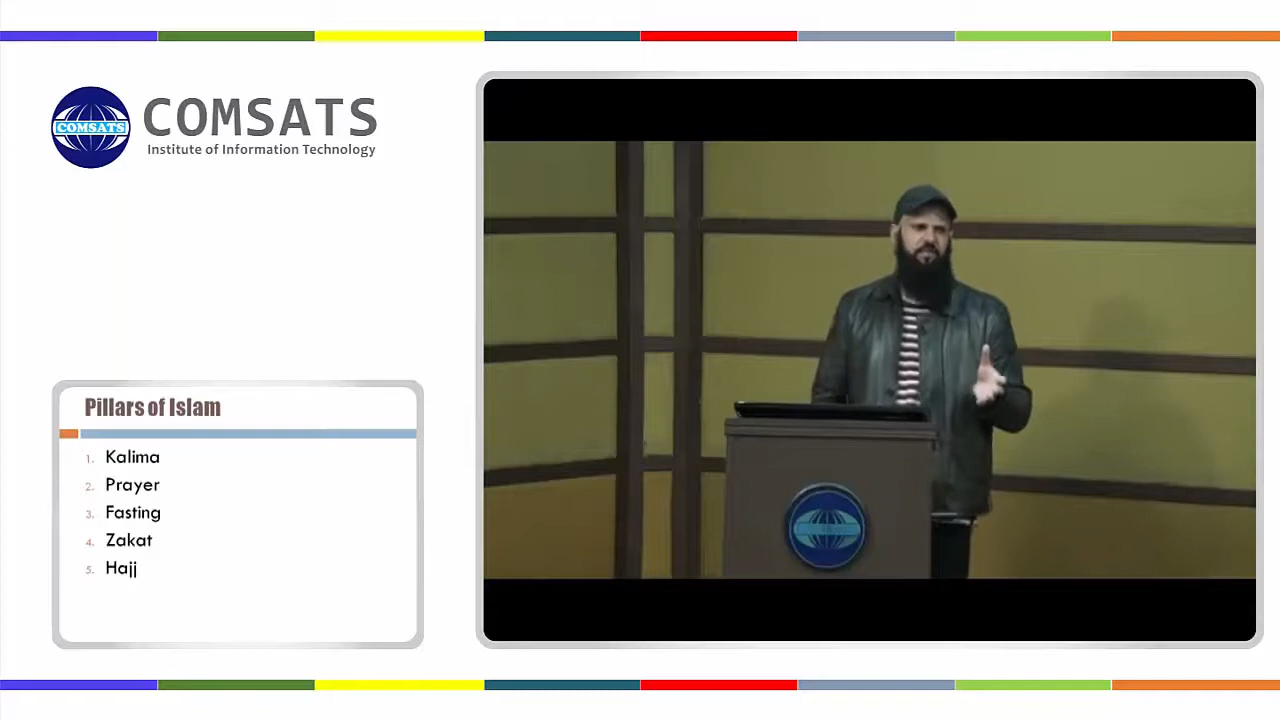 COMSATS
COMSATS
Institute of Information Technology
Pillars of Islam
1. Kalima
2. Prayer
3. Fasting
4. Zakat
5. Hajj